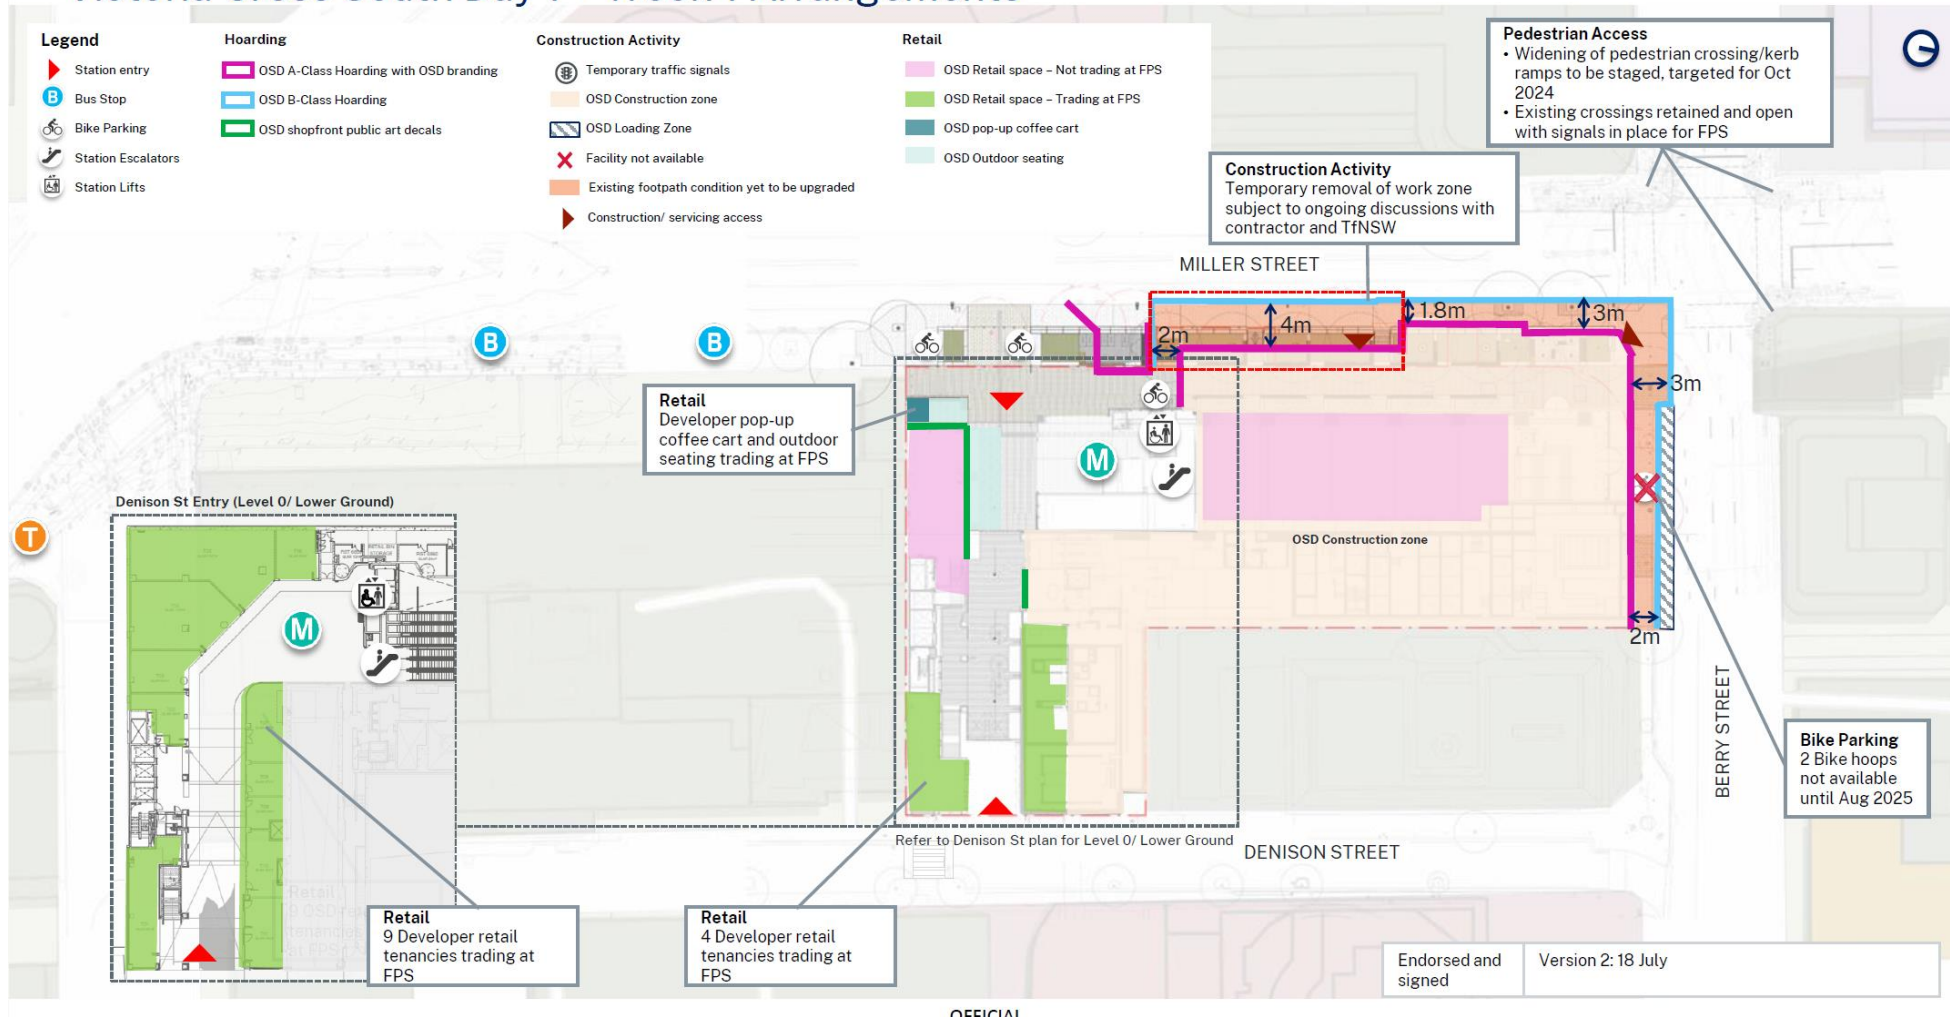 Legend
Station entry
B
Bus Stop
Bike Parking
Station Escalators
Station Lifts
Hoarding
OSD A-Class Hoarding with OSD branding
OSD B-Class Hoarding
OSD shopfront public art decals
Construction Activity
Temporary traffic signals
OSD Construction zone
OSD Loading Zone
Facility not available
Existing footpath condition yet to be upgraded
Construction/ servicing access
Retail
OSD Retail space – Not trading at FPS
OSD Retail space – Trading at FPS
OSD pop-up coffee cart
OSD Outdoor seating
Pedestrian Access
• Widening of pedestrian crossing/kerb
ramps to be staged, targeted for Oct
2024
• Existing crossings retained and open
with signals in place for FPS
Construction Activity
Temporary removal of work zone
subject to ongoing discussions with
contractor and TfNSW
MILLER STREET
B
B
2m
4m
1.8m
3m
3m
Retail
Developer pop-up
coffee cart and outdoor
seating trading at FPS
M
Denison St Entry (Level 0/ Lower Ground)
T
M
OSD Construction zone
2m
BERRY STREET
Bike Parking
2 Bike hoops
not available
until Aug 2025
Refer to Denison St plan for Level 0/ Lower Ground
DENISON STREET
Retail
9 Developer retail
tenancies trading at
FPS
Retail
4 Developer retail
tenancies trading at
FPS
Endorsed and
signed
Version 2: 18 July